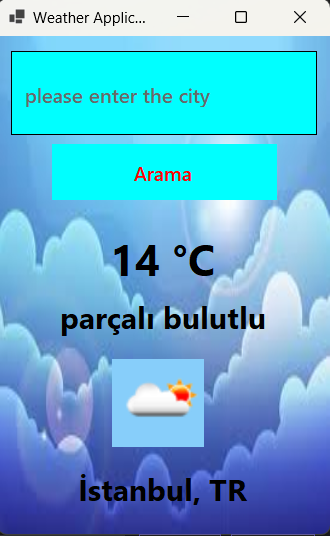 Weather Applic...
please enter the city
Arama
14 °C
parçalı bulutlu
İstanbul, TR